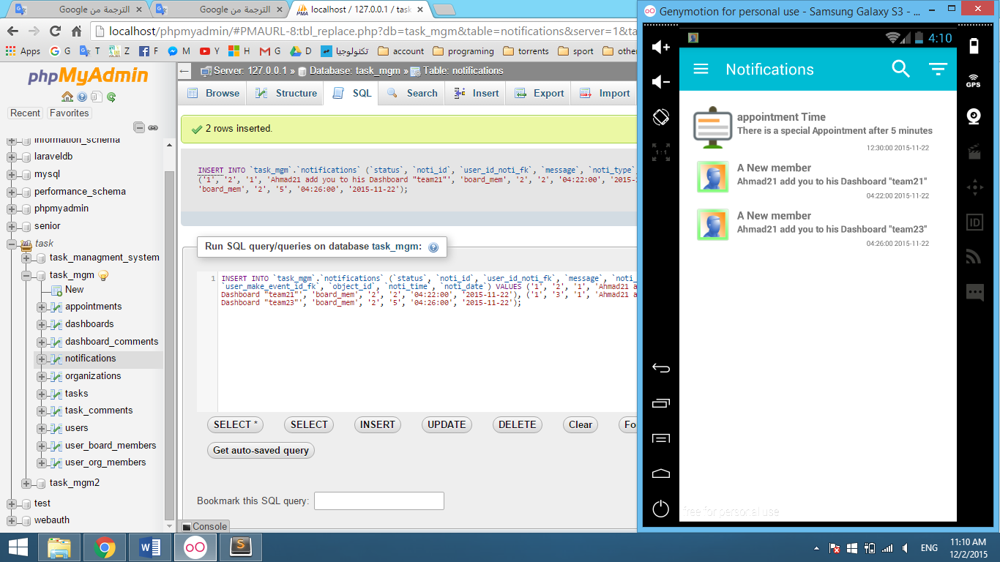 الترجمة من Google
الترجمة من Google
localhost / 127.0.0.1 / task
localhost/phpmyadmin/#PMAURL-8:tbl_replace.php?db=task_mgm&table=notifications&server=1&ta
Apps G T Z F M Y H G D تكنولوجيا account programing torrents sport othe
phpMyAdmin
Recent Favorites
information_schema
laraveldb
mysql
performance_schema
phpmyadmin
senior
task
task_managment_system
task_mgm
New
appointments
dashboards
dashboard_comments
notifications
organizations
tasks
task_comments
users
user_board_members
user_org_members
task_mgm2
test
webauth
Server: 127.0.0.1 » Database: task_mgm » Table: notifications
Browse Structure SQL Search Insert Export Import
2 rows inserted.
INSERT INTO `task_mgm`.`notifications` (`status`, `noti_id`, `user_id_noti_fk`, `message`, `noti_type`
('1', '2', '1', 'Ahmad21 add you to his Dashboard "team21"', 'board_mem', '2', '2', '04:22:00', '2015-
'board_mem', '2', '5', '04:26:00', '2015-11-22');
Run SQL query/queries on database task_mgm:
1 INSERT INTO `task_mgm`.`notifications` (`status`, `noti_id`, `user_id_noti_fk`, `message`, `noti_
`user_make_event_id_fk`, `object_id`, `noti_time`, `noti_date`) VALUES ('1', '2', '1', 'Ahmad21 a
Dashboard "team21"', 'board_mem', '2', '2', '04:22:00', '2015-11-22'), ('1', '3', '1', 'Ahmad21 a
Dashboard "team23"', 'board_mem', '2', '5', '04:26:00', '2015-11-22');
SELECT * SELECT INSERT UPDATE DELETE Clear Fo
Get auto-saved query
Bookmark this SQL query:
Console
Genymotion for personal use - Samsung Galaxy S3 - ...
4:10
Notifications
appointment Time
There is a special Appointment after 5 minutes
12:30:00 2015-11-22
A New member
Ahmad21 add you to his Dashboard "team21"
04:22:00 2015-11-22
A New member
Ahmad21 add you to his Dashboard "team23"
04:26:00 2015-11-22
free for personal use
GPS
1:1
ID
ENG
11:10 AM
12/2/2015